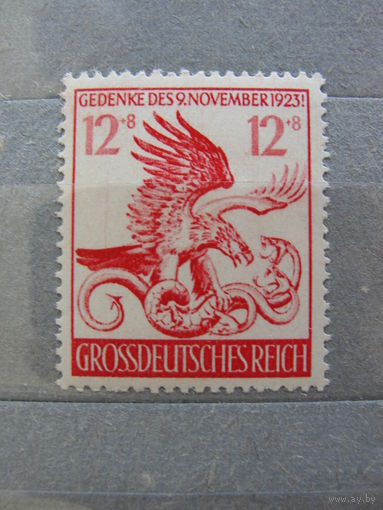 GEDENKE DES 9. NOVEMBER 1923!
12+8 12+8
GROSSDEUTSCHES REICH
www.ay.by